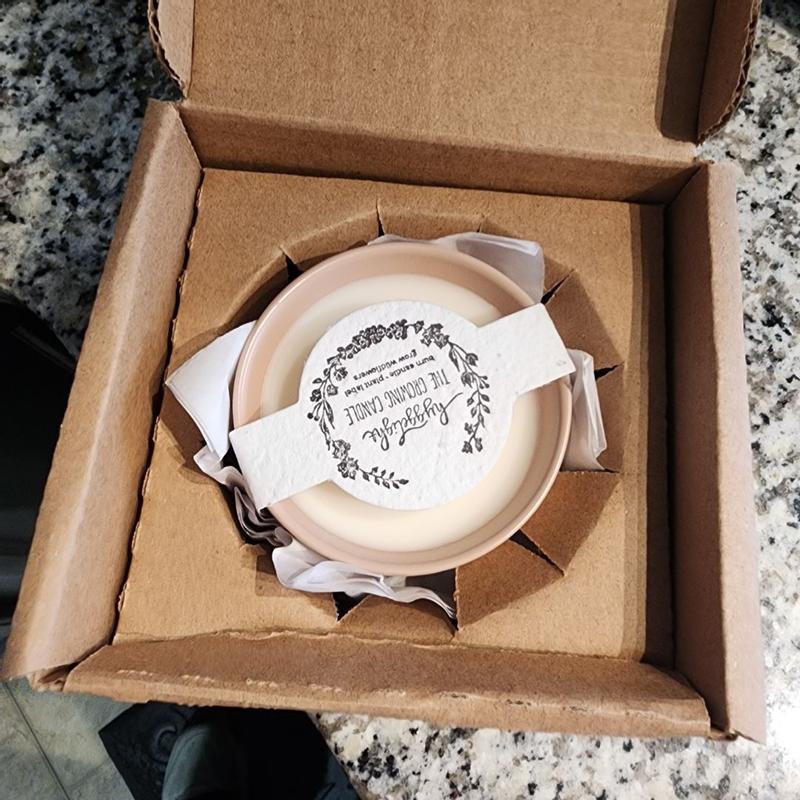 hyggelight
THE GROWING CANDLE
burn candle • plant label
grow wildflowers